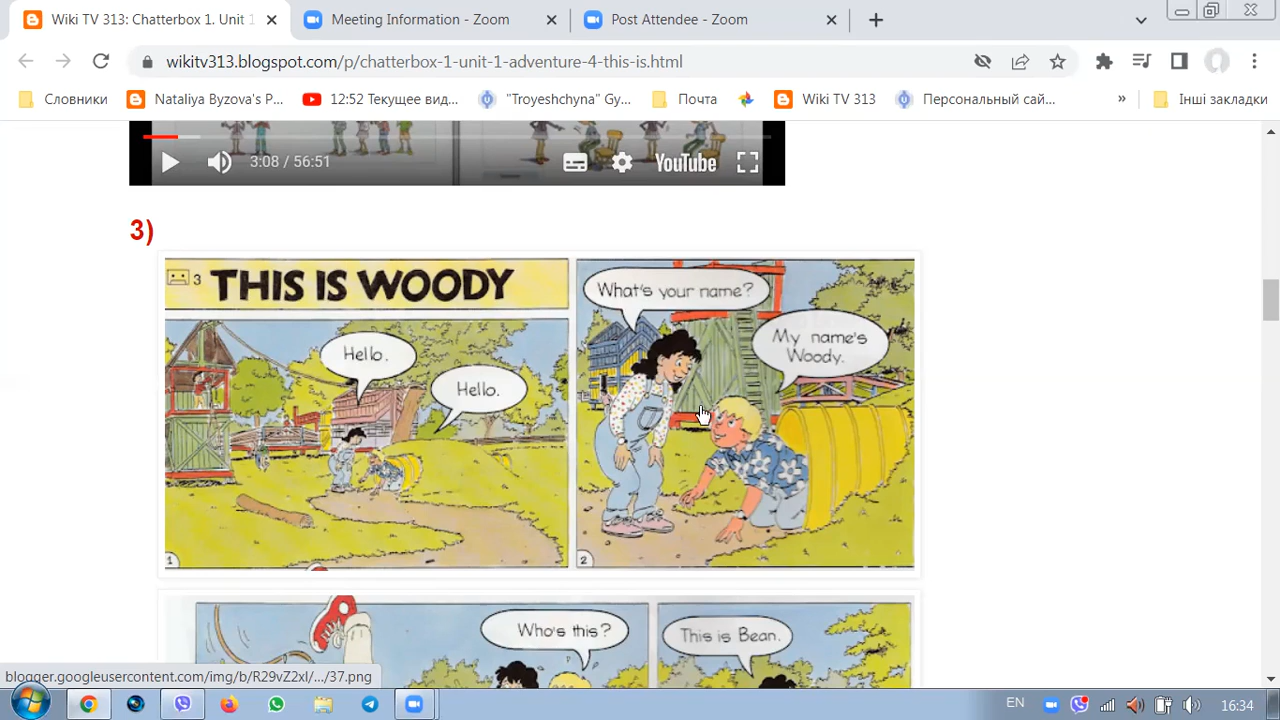 Wiki TV 313: Chatterbox 1. Unit 1
Meeting Information - Zoom
Post Attendee - Zoom
wikitv313.blogspot.com/p/chatterbox-1-unit-1-adventure-4-this-is.html
Словники
Nataliya Byzova's P...
12:52 Текущее вид...
"Troyeshchyna" Gy...
Почта
Wiki TV 313
Персональный сай...
»
Інші закладки
3:08 / 56:51
YouTube
3)
3 THIS IS WOODY
Hello.
Hello.
1
What's your name?
My name's
Woody.
2
Who's this?
This is Bean.
blogger.googleusercontent.com/img/b/R29vZ2xl/.../37.png
EN
16:34